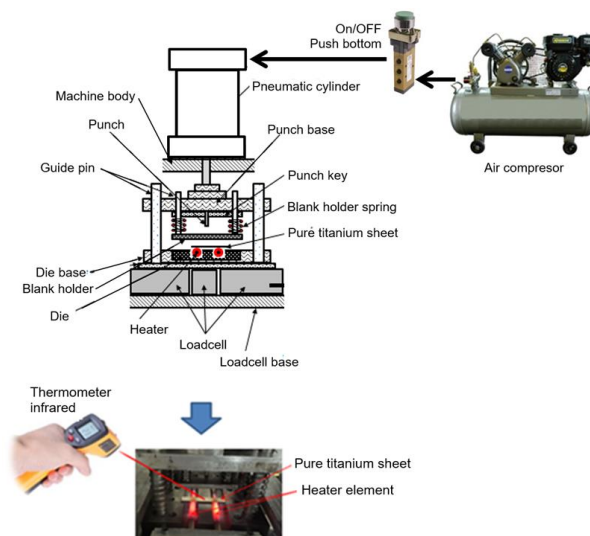 On/OFF
Push bottom
Pneumatic cylinder
Machine body
Air compresor
Punch
Punch base
Guide pin
Punch key
Blank holder spring
Pure titanium sheet
Die base
Blank holder
Die
Heater
Loadcell
Loadcell base
Thermometer
infrared
Pure titanium sheet
Heater element